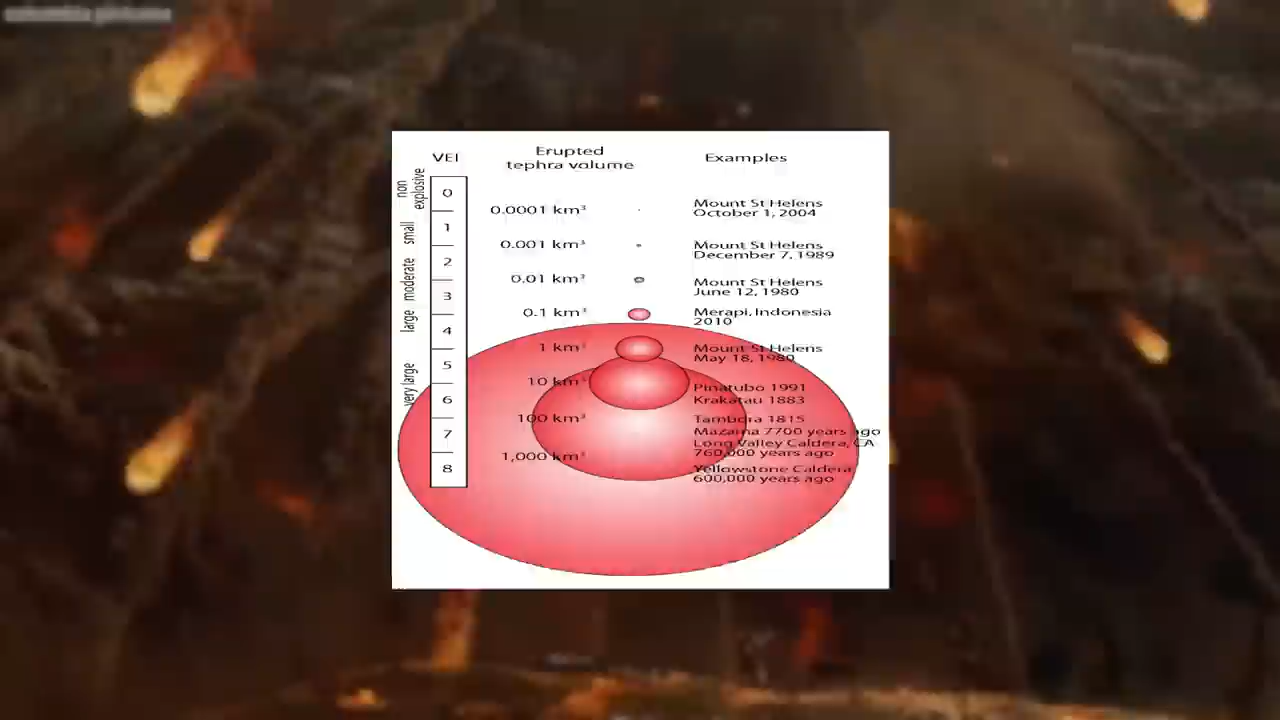 VEI
Erupted
tephra volume
Examples
non
explosive
small
moderate
large
very large
0
1
2
3
4
5
6
7
8
0.0001 km³
0.001 km³
0.01 km³
0.1 km³
1 km³
10 km³
100 km³
1,000 km³
Mount St Helens
October 1, 2004
Mount St Helens
December 7, 1989
Mount St Helens
June 12, 1980
Merapi, Indonesia
2010
Mount St Helens
May 18, 1980
Pinatubo 1991
Krakatau 1883
Tambora 1815
Mazama 7700 years ago
Long Valley Caldera, CA
760,000 years ago
Yellowstone Caldera
600,000 years ago